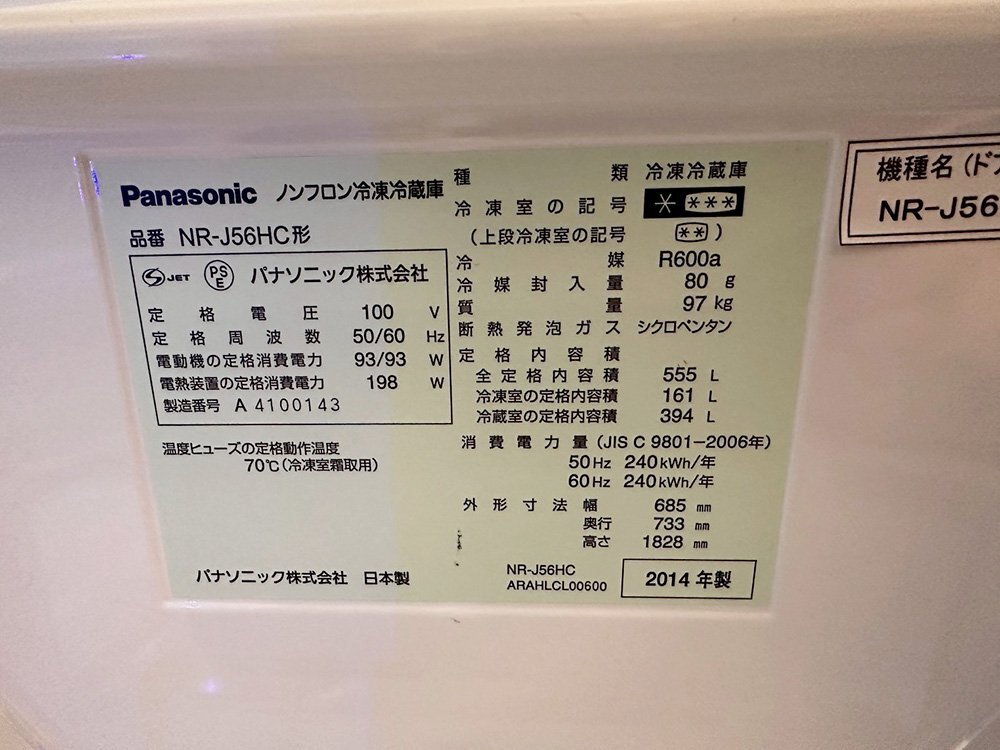 Panasonic ノンフロン冷凍冷蔵庫
品番 NR-J56HC形
S JET PS E パナソニック株式会社
定格電圧 100 V
定格周波数 50/60 Hz
電動機の定格消費電力 93/93 W
電熱装置の定格消費電力 198 W
製造番号 A 4100143
温度ヒューズの定格動作温度
70℃(冷凍室霜取用)
パナソニック株式会社 日本製
種類 冷凍冷蔵庫
冷凍室の記号 * ***
(上段冷凍室の記号 ** )
冷媒 R600a
冷媒封入量 80 g
質量 97 kg
断熱発泡ガス シクロペンタン
定格内容積
全定格内容積 555 L
冷凍室の定格内容積 161 L
冷蔵室の定格内容積 394 L
消費電力量(JIS C 9801-2006年)
50Hz 240kWh/年
60Hz 240kWh/年
外形寸法 幅 685 mm
奥行 733 mm
高さ 1828 mm
NR-J56HC
ARAHLCL00600
2014年製
機種名(ド
NR-J56